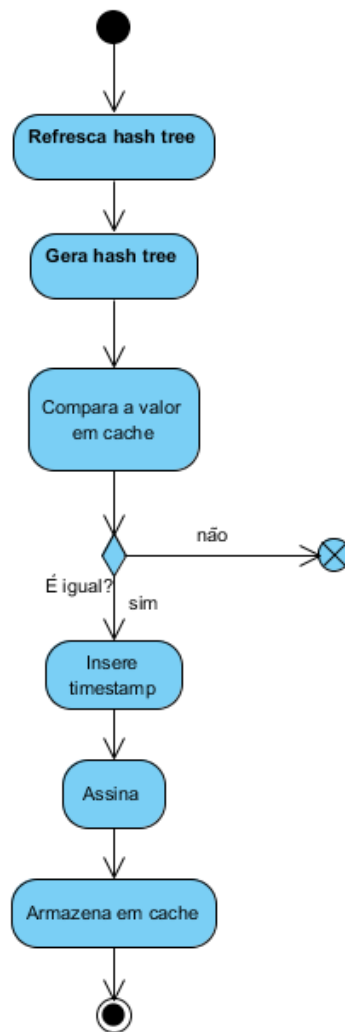 Refresca hash tree
Gera hash tree
Compara a valor
em cache
não
É igual?
sim
Insere
timestamp
Assina
Armazena em cache